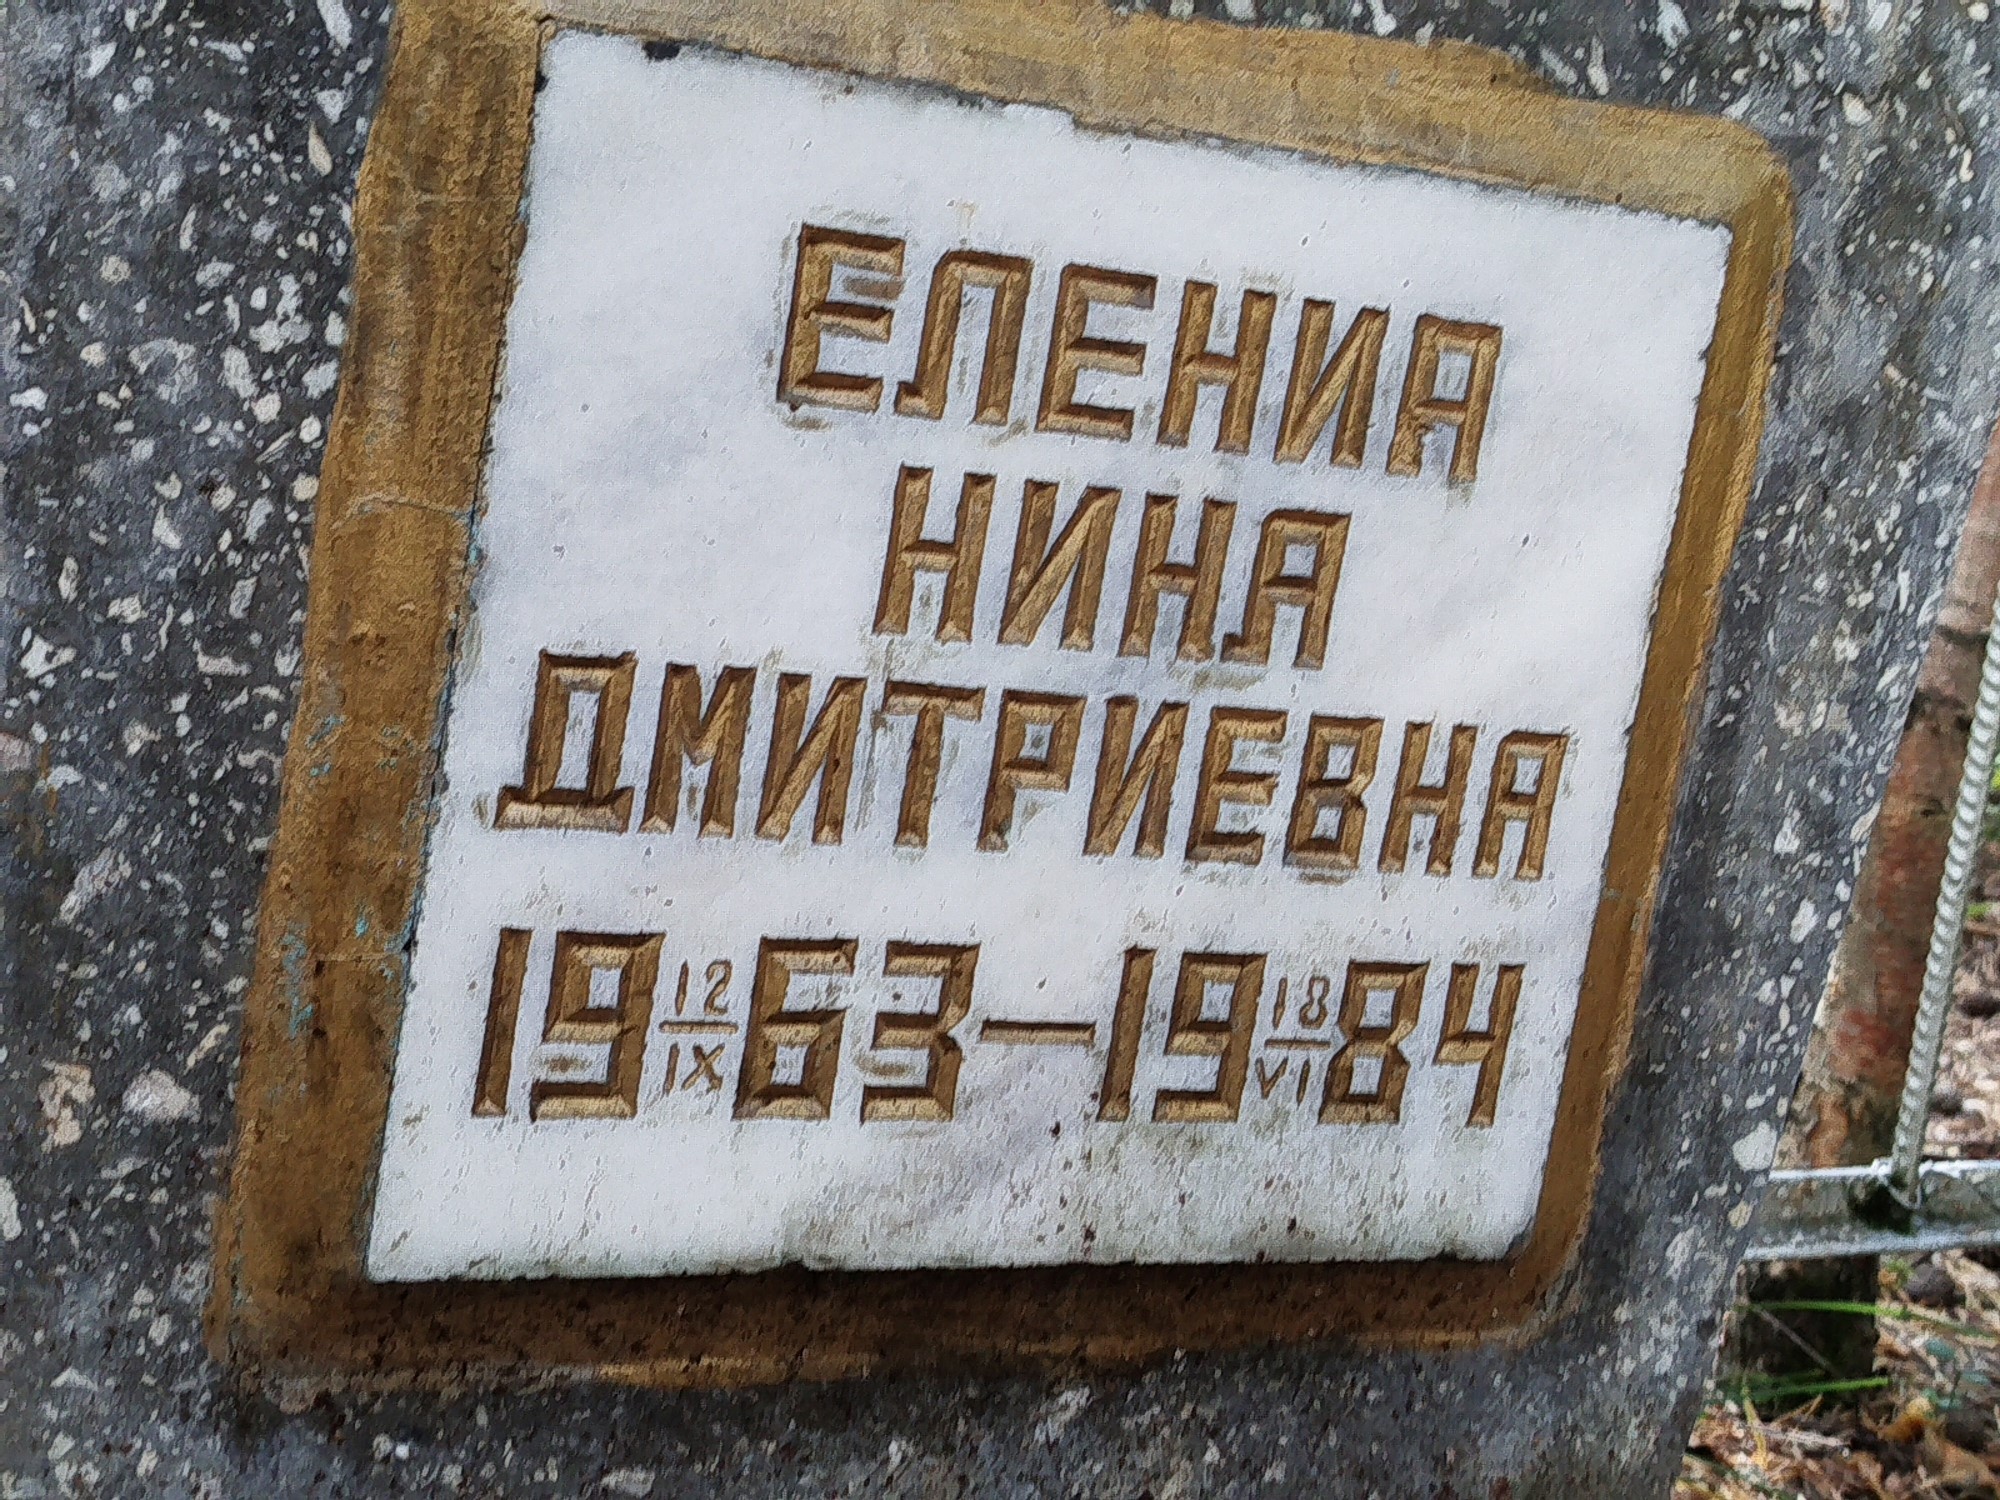 ЕЛЕНИА
НИНА
ДМИТРИЕВНА
19 12/IX 63 — 19 18/VI 84